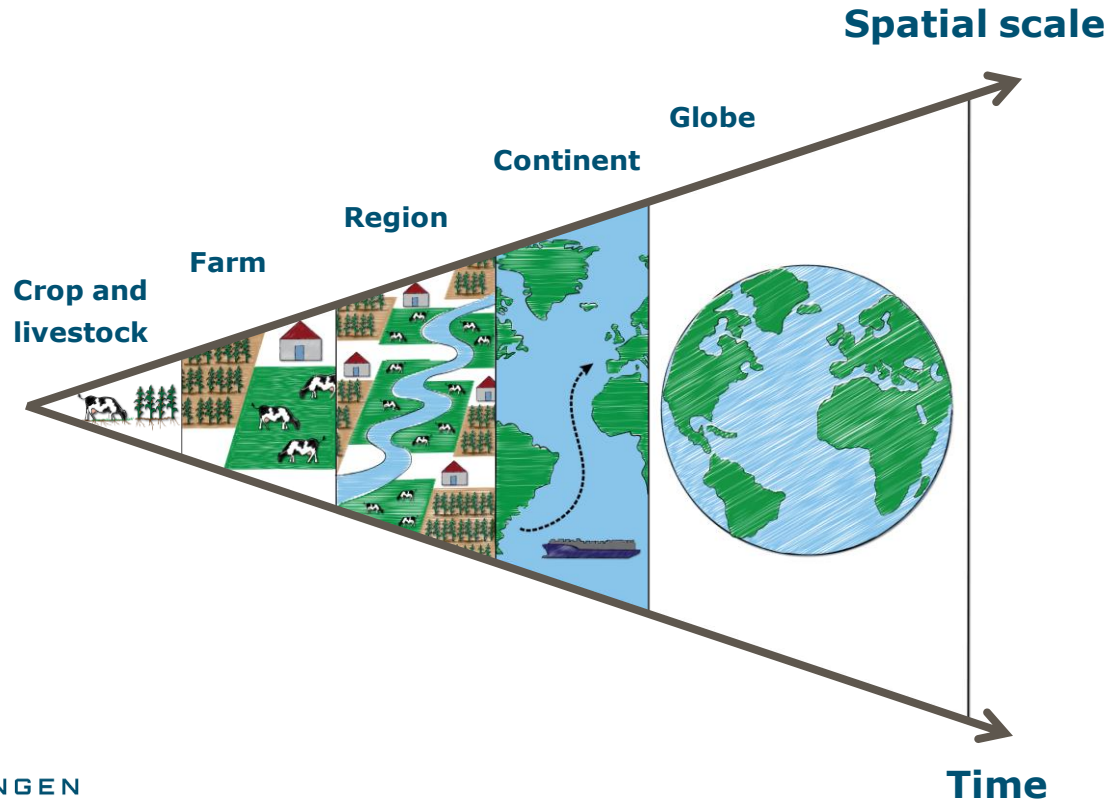 Spatial scale
Globe
Continent
Region
Farm
Crop and
livestock
Time
NGEN